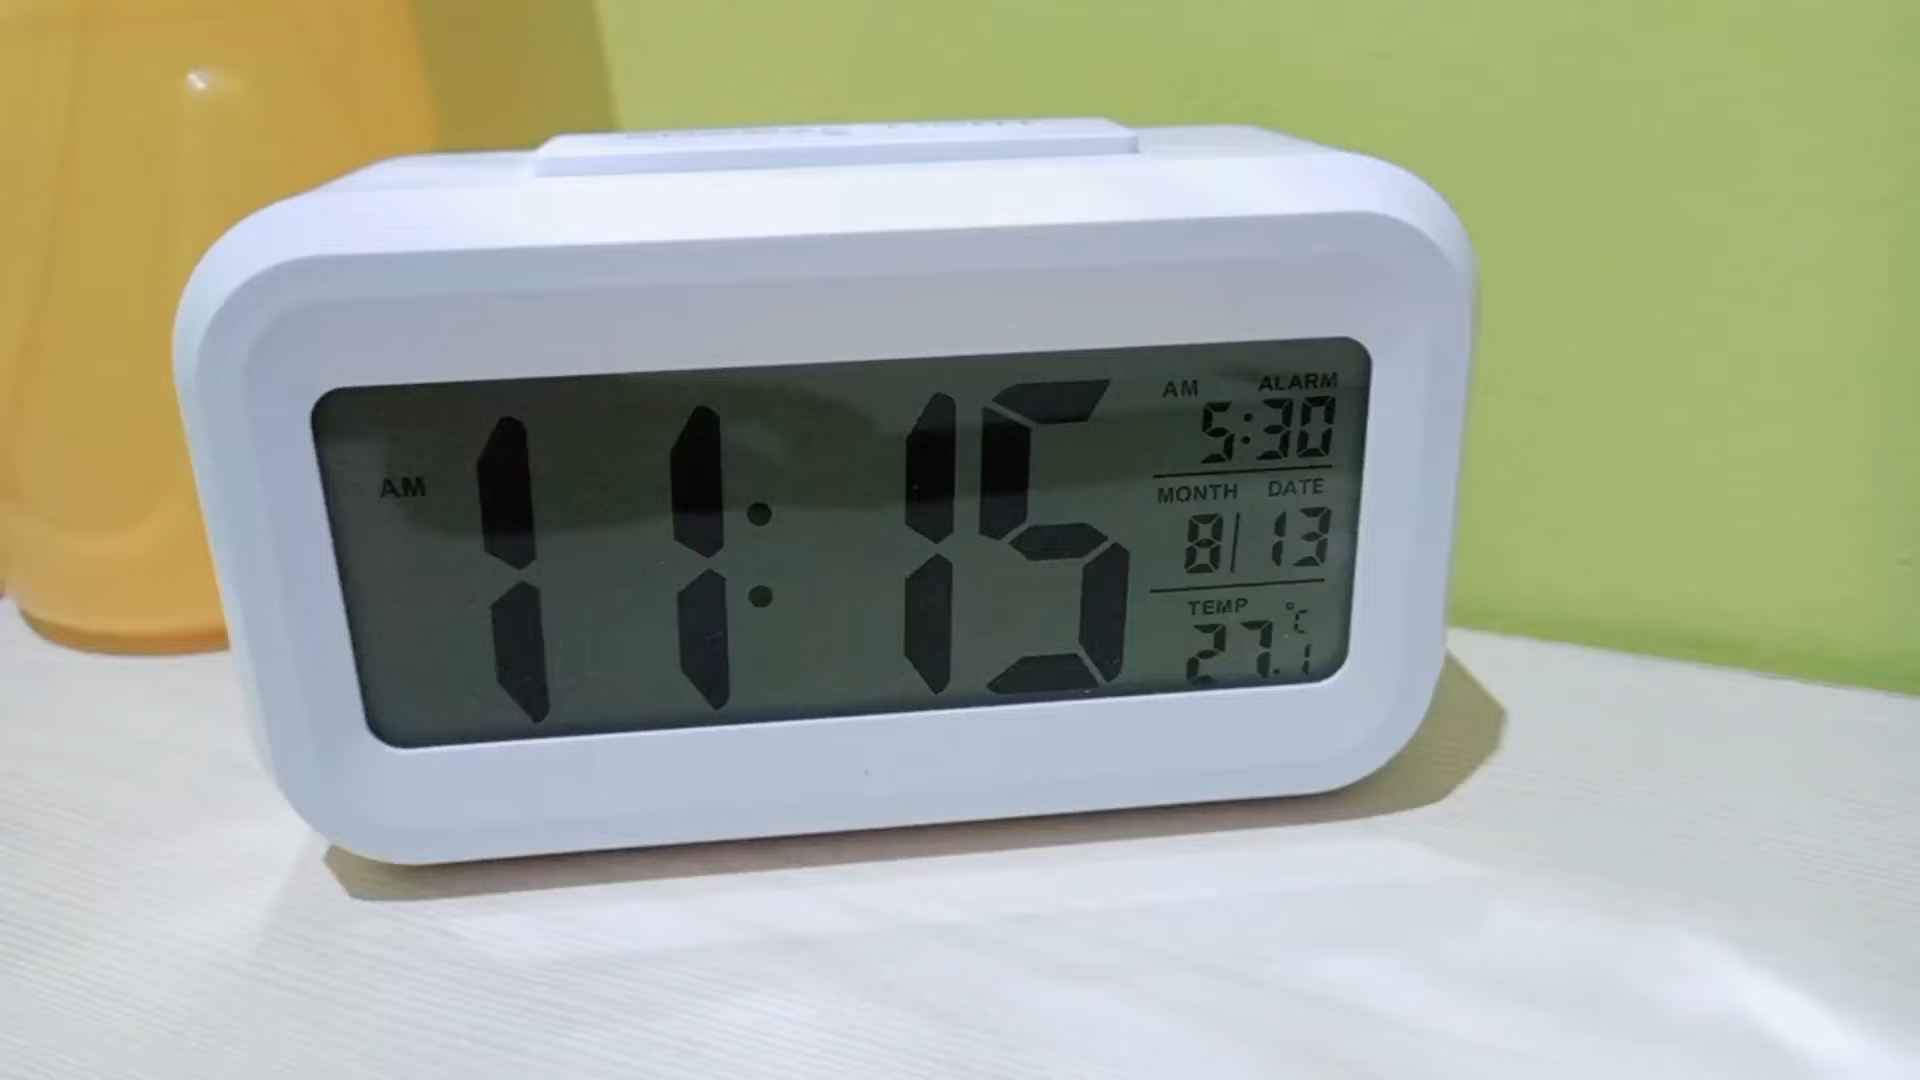 AM 11:15
AM ALARM
5:30
MONTH DATE
8|13
TEMP
27.1 °C